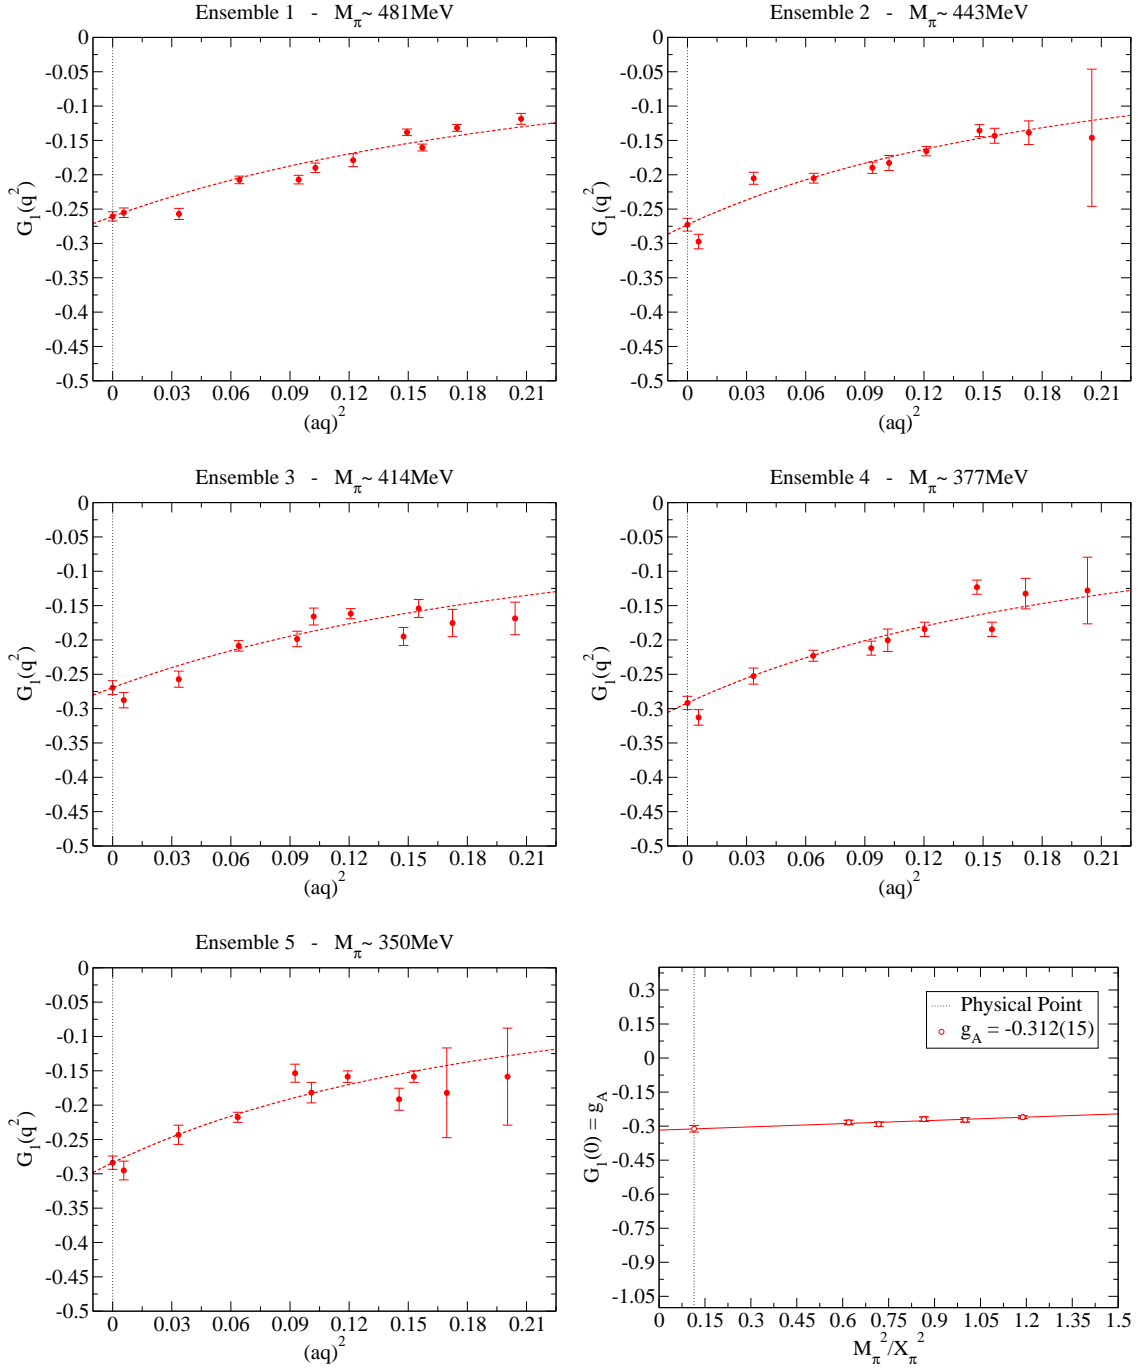 Ensemble 1 - M_π ~ 481MeV
0
-0.05
-0.1
-0.15
-0.2
-0.25
-0.3
-0.35
-0.4
-0.45
-0.5
G_1(q^2)
0 0.03 0.06 0.09 0.12 0.15 0.18 0.21
(aq)^2
Ensemble 2 - M_π ~ 443MeV
0
-0.05
-0.1
-0.15
-0.2
-0.25
-0.3
-0.35
-0.4
-0.45
-0.5
G_1(q^2)
0 0.03 0.06 0.09 0.12 0.15 0.18 0.21
(aq)^2
Ensemble 3 - M_π ~ 414MeV
0
-0.05
-0.1
-0.15
-0.2
-0.25
-0.3
-0.35
-0.4
-0.45
-0.5
G_1(q^2)
0 0.03 0.06 0.09 0.12 0.15 0.18 0.21
(aq)^2
Ensemble 4 - M_π ~ 377MeV
0
-0.05
-0.1
-0.15
-0.2
-0.25
-0.3
-0.35
-0.4
-0.45
-0.5
G_1(q^2)
0 0.03 0.06 0.09 0.12 0.15 0.18 0.21
(aq)^2
Ensemble 5 - M_π ~ 350MeV
0
-0.05
-0.1
-0.15
-0.2
-0.25
-0.3
-0.35
-0.4
-0.45
-0.5
G_1(q^2)
0 0.03 0.06 0.09 0.12 0.15 0.18 0.21
(aq)^2
0.3
0.15
0
-0.15
-0.3
-0.45
-0.6
-0.75
-0.9
-1.05
G_1(0) = g_A
Physical Point
g_A = -0.312(15)
0 0.15 0.3 0.45 0.6 0.75 0.9 1.05 1.2 1.35 1.5
M_π^2/X_π^2